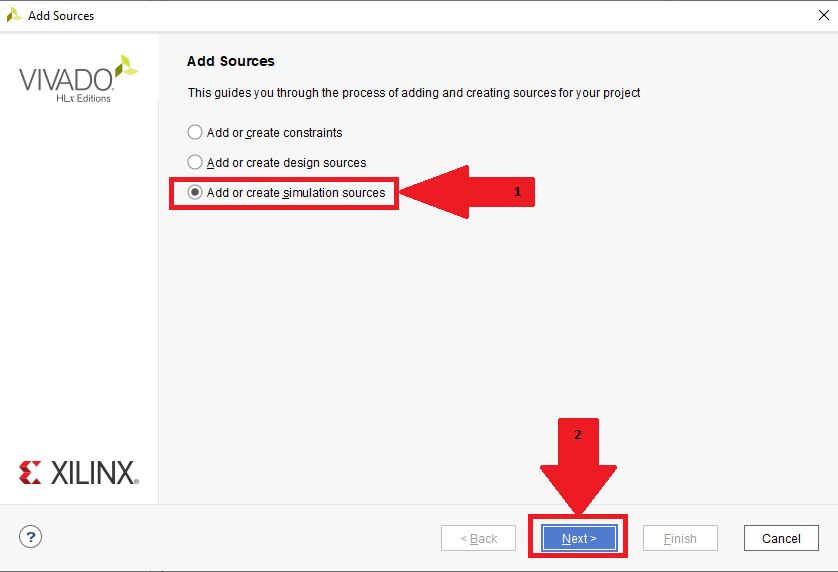 Add Sources
VIVADO.
HLx Editions
Add Sources
This guides you through the process of adding and creating sources for your project
Add or create constraints
Add or create design sources
Add or create simulation sources
1
2
XILINX®
?
< Back
Next >
Finish
Cancel